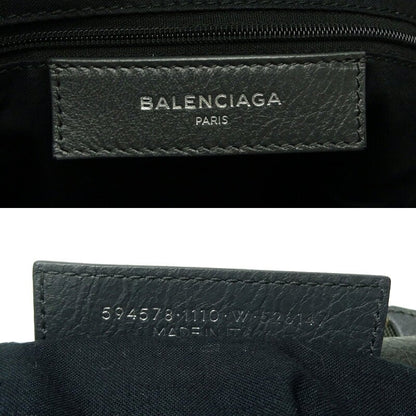 BALENCIAGA
PARIS
594578·1110·W·
MADE IN